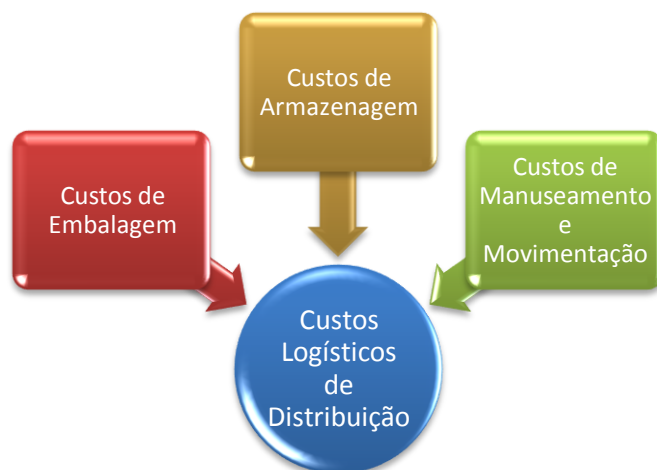 Custos de
Armazenagem
Custos de
Embalagem
Custos de
Manuseamento
e
Movimentação
Custos
Logísticos
de
Distribuição